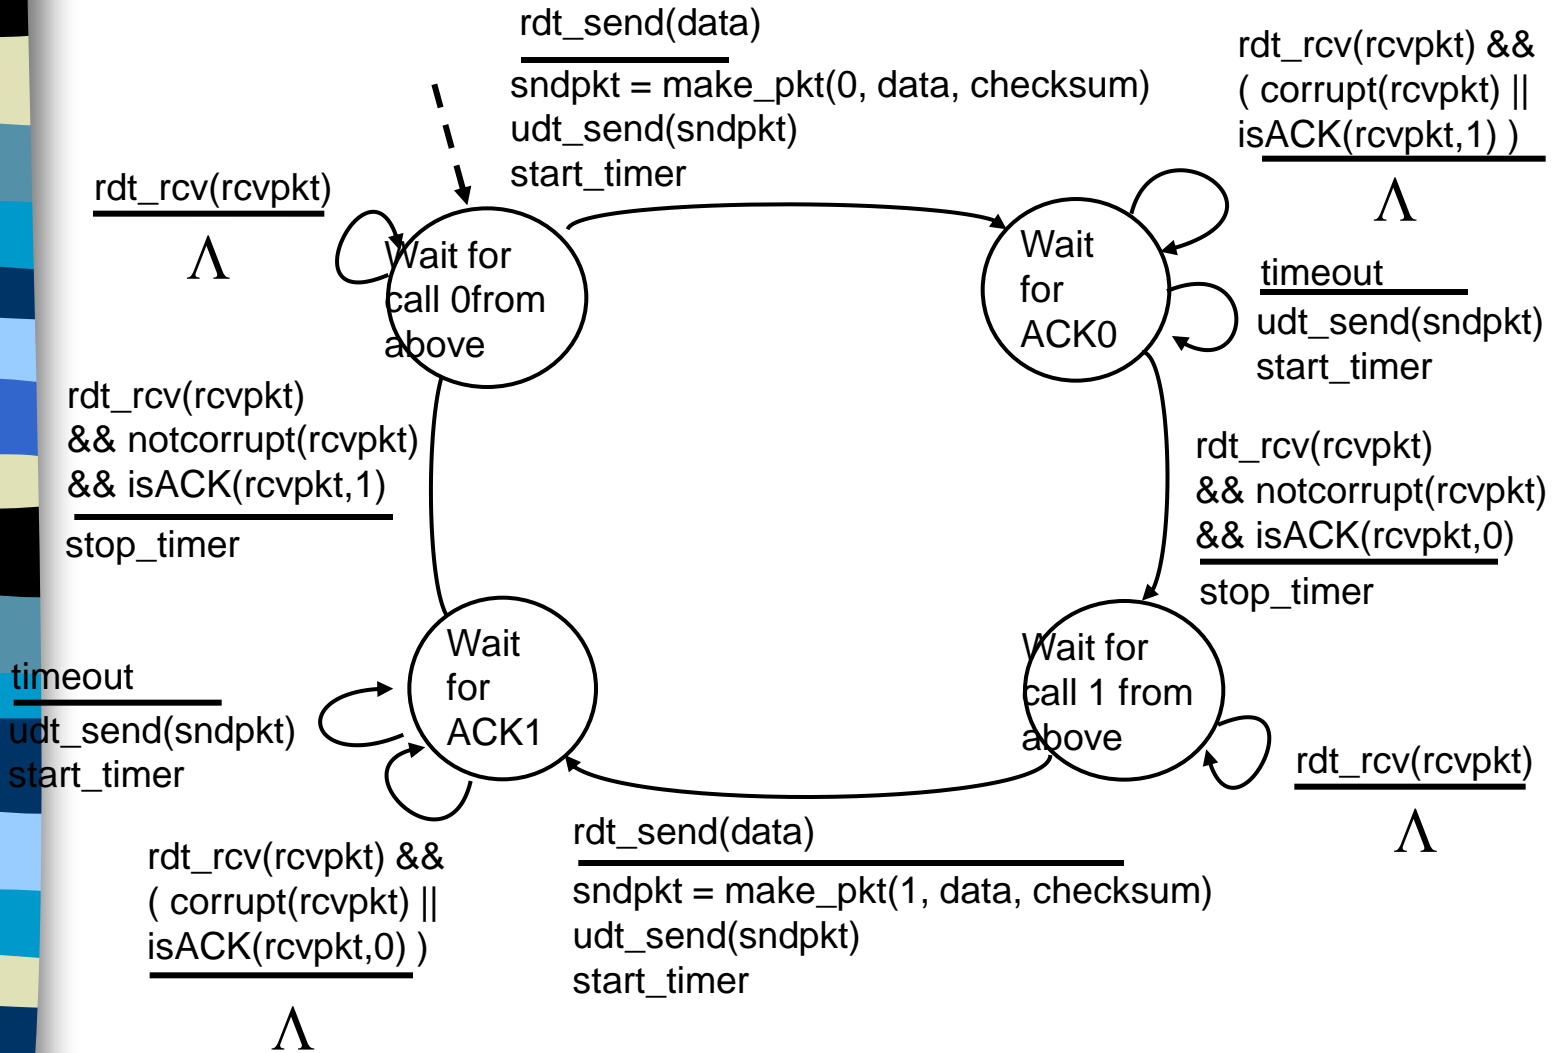 rdt_send(data)
sndpkt = make_pkt(0, data, checksum)
udt_send(sndpkt)
start_timer
rdt_rcv(rcvpkt) &&
( corrupt(rcvpkt) ||
isACK(rcvpkt,1) )
Λ
rdt_rcv(rcvpkt)
Λ
Wait for
call 0from
above
Wait
for
ACK0
timeout
udt_send(sndpkt)
start_timer
rdt_rcv(rcvpkt)
&& notcorrupt(rcvpkt)
&& isACK(rcvpkt,1)
stop_timer
rdt_rcv(rcvpkt)
&& notcorrupt(rcvpkt)
&& isACK(rcvpkt,0)
stop_timer
Wait
for
ACK1
Wait for
call 1 from
above
timeout
udt_send(sndpkt)
start_timer
rdt_rcv(rcvpkt)
Λ
rdt_rcv(rcvpkt) &&
( corrupt(rcvpkt) ||
isACK(rcvpkt,0) )
Λ
rdt_send(data)
sndpkt = make_pkt(1, data, checksum)
udt_send(sndpkt)
start_timer